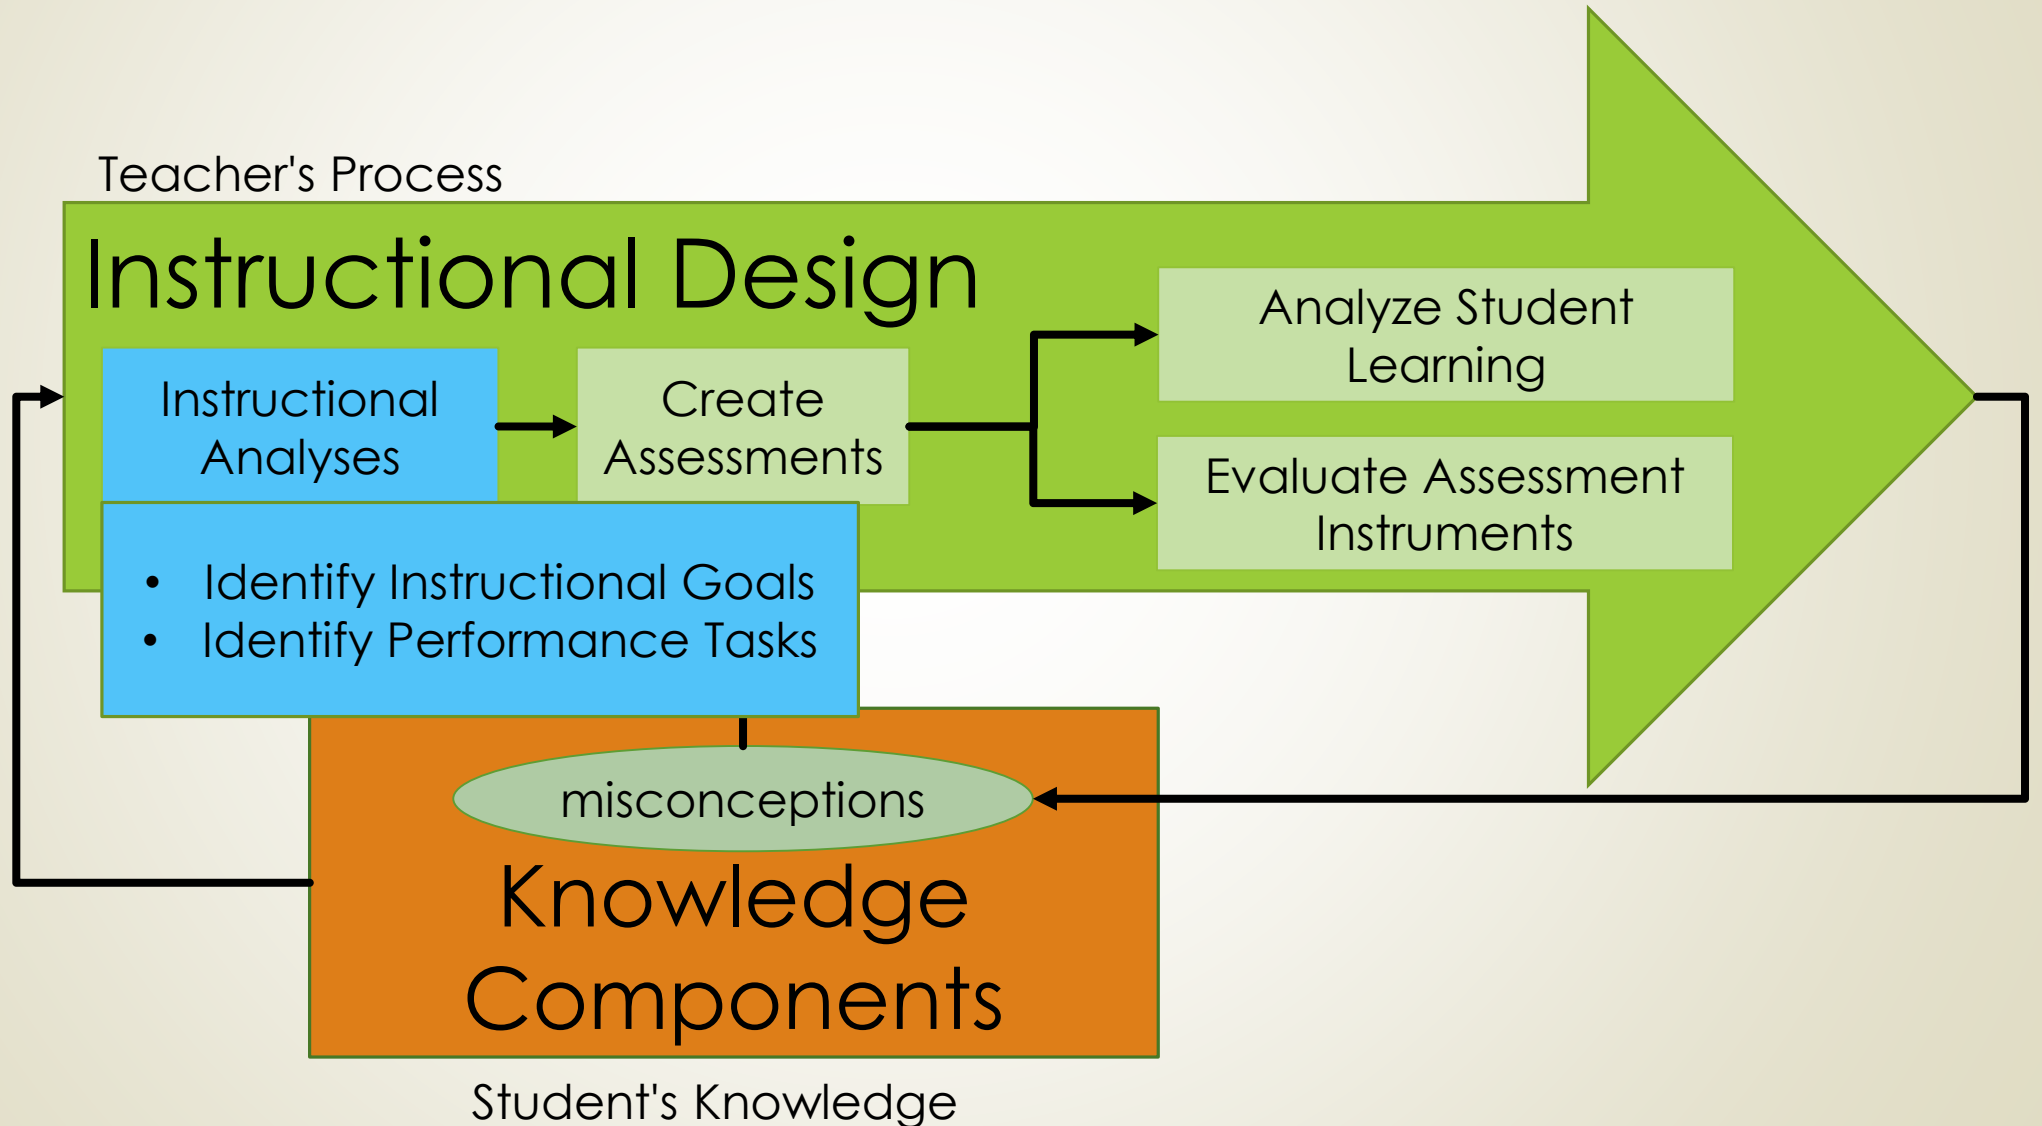 Teacher's Process
Instructional Design
Instructional
Analyses
Create
Assessments
Analyze Student
Learning
Evaluate Assessment
Instruments
• Identify Instructional Goals
• Identify Performance Tasks
misconceptions
Knowledge
Components
Student's Knowledge